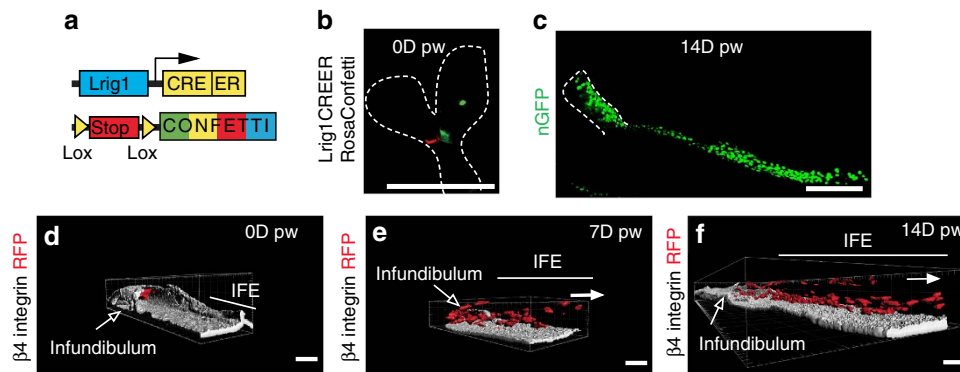 a
Lrig1
CRE ER
Stop
CONFETTI
Lox
Lox
b
0D pw
Lrig1CREER
RosaConfetti
c
14D pw
nGFP
d
0D pw
β4 integrin RFP
IFE
Infundibulum
e
7D pw
β4 integrin RFP
Infundibulum
IFE
f
14D pw
β4 integrin RFP
IFE
Infundibulum